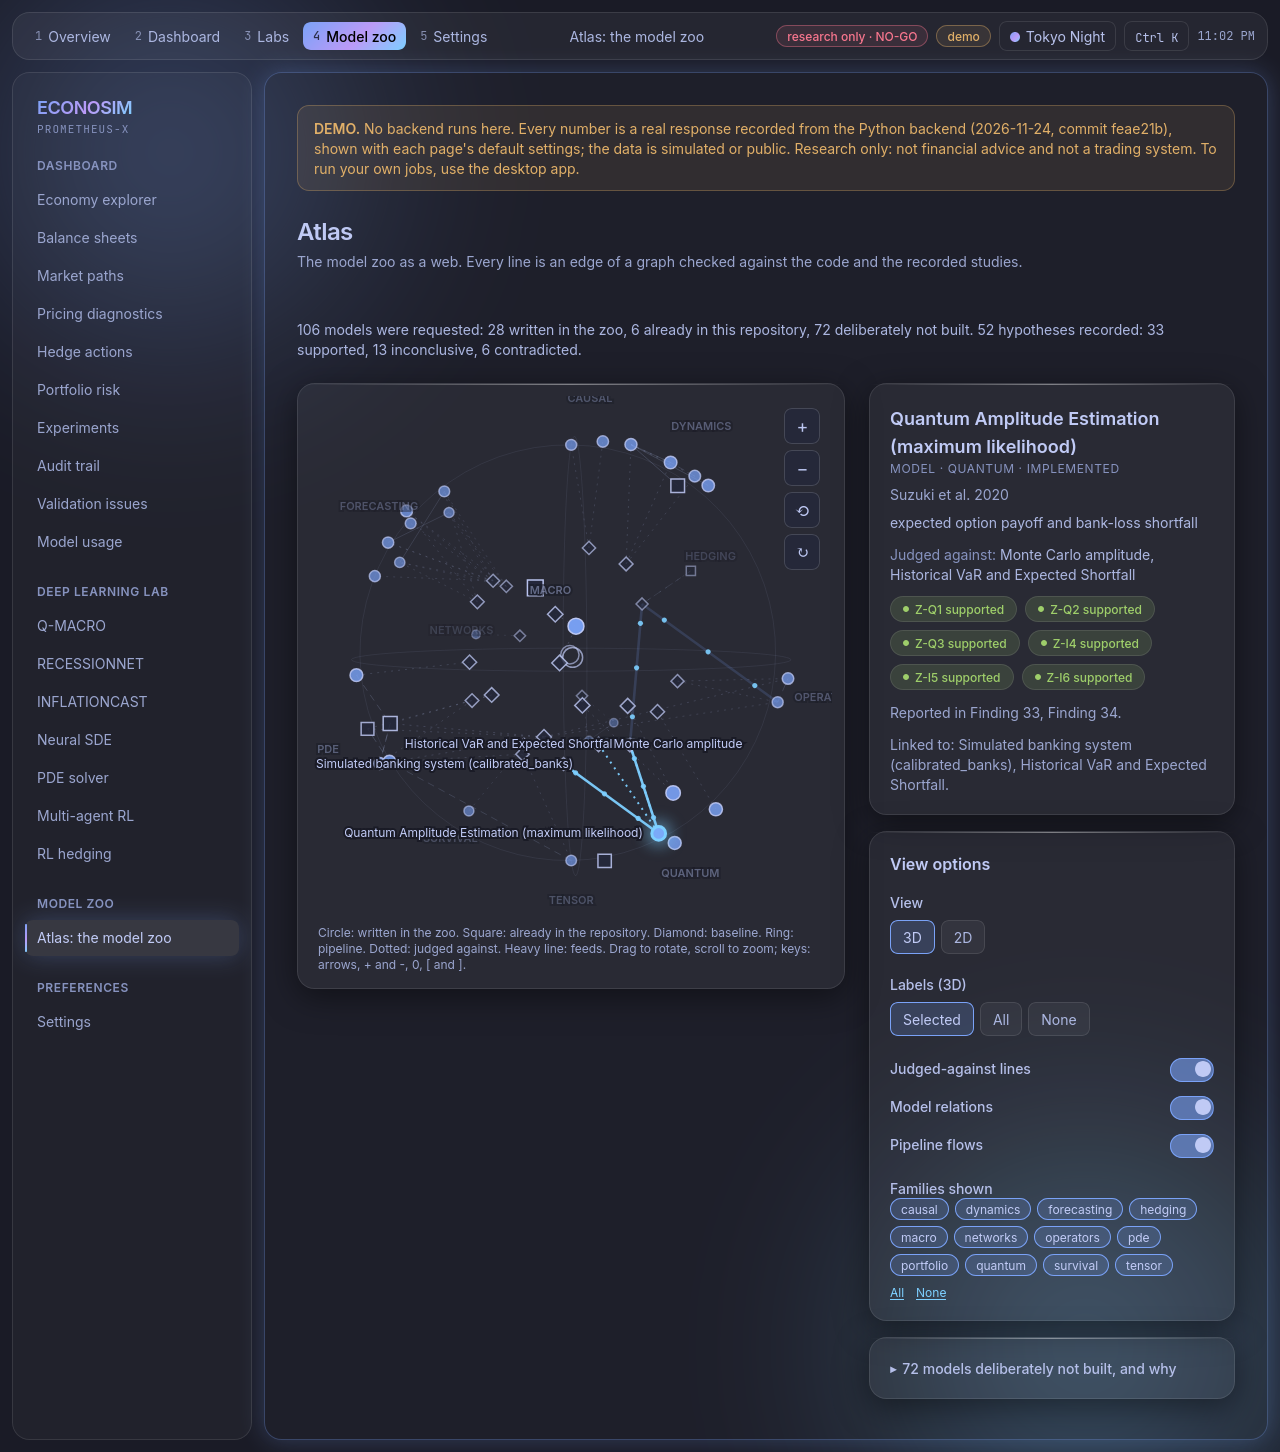 1 Overview 2 Dashboard 3 Labs 4 Model zoo 5 Settings Atlas: the model zoo research only · NO-GO demo Tokyo Night Ctrl K 11:02 PM
ECONOSIM
PROMETHEUS-X
DASHBOARD
Economy explorer
Balance sheets
Market paths
Pricing diagnostics
Hedge actions
Portfolio risk
Experiments
Audit trail
Validation issues
Model usage
DEEP LEARNING LAB
Q-MACRO
RECESSIONNET
INFLATIONCAST
Neural SDE
PDE solver
Multi-agent RL
RL hedging
MODEL ZOO
Atlas: the model zoo
PREFERENCES
Settings
DEMO. No backend runs here. Every number is a real response recorded from the Python backend (2026-11-24, commit feae21b),
shown with each page's default settings; the data is simulated or public. Research only: not financial advice and not a trading system. To
run your own jobs, use the desktop app.
Atlas
The model zoo as a web. Every line is an edge of a graph checked against the code and the recorded studies.
106 models were requested: 28 written in the zoo, 6 already in this repository, 72 deliberately not built. 52 hypotheses recorded: 33
supported, 13 inconclusive, 6 contradicted.
CAUSAL
DYNAMICS
FORECASTING
HEDGING
MACRO
NETWORKS
OPERA
PDE
Historical VaR and Expected Shortfal
Monte Carlo amplitude
Simulated banking system (calibrated_banks)
Quantum Amplitude Estimation (maximum likelihood)
SURVIVAL
QUANTUM
TENSOR
+
−
⟲
↻
Circle: written in the zoo. Square: already in the repository. Diamond: baseline. Ring:
pipeline. Dotted: judged against. Heavy line: feeds. Drag to rotate, scroll to zoom; keys:
arrows, + and -, 0, [ and ].
Quantum Amplitude Estimation
(maximum likelihood)
MODEL · QUANTUM · IMPLEMENTED
Suzuki et al. 2020
expected option payoff and bank-loss shortfall
Judged against: Monte Carlo amplitude,
Historical VaR and Expected Shortfall
Z-Q1 supported Z-Q2 supported
Z-Q3 supported Z-I4 supported
Z-I5 supported Z-I6 supported
Reported in Finding 33, Finding 34.
Linked to: Simulated banking system
(calibrated_banks), Historical VaR and Expected
Shortfall.
View options
View
3D 2D
Labels (3D)
Selected All None
Judged-against lines
Model relations
Pipeline flows
Families shown
causal dynamics forecasting hedging
macro networks operators pde
portfolio quantum survival tensor
All None
▸ 72 models deliberately not built, and why